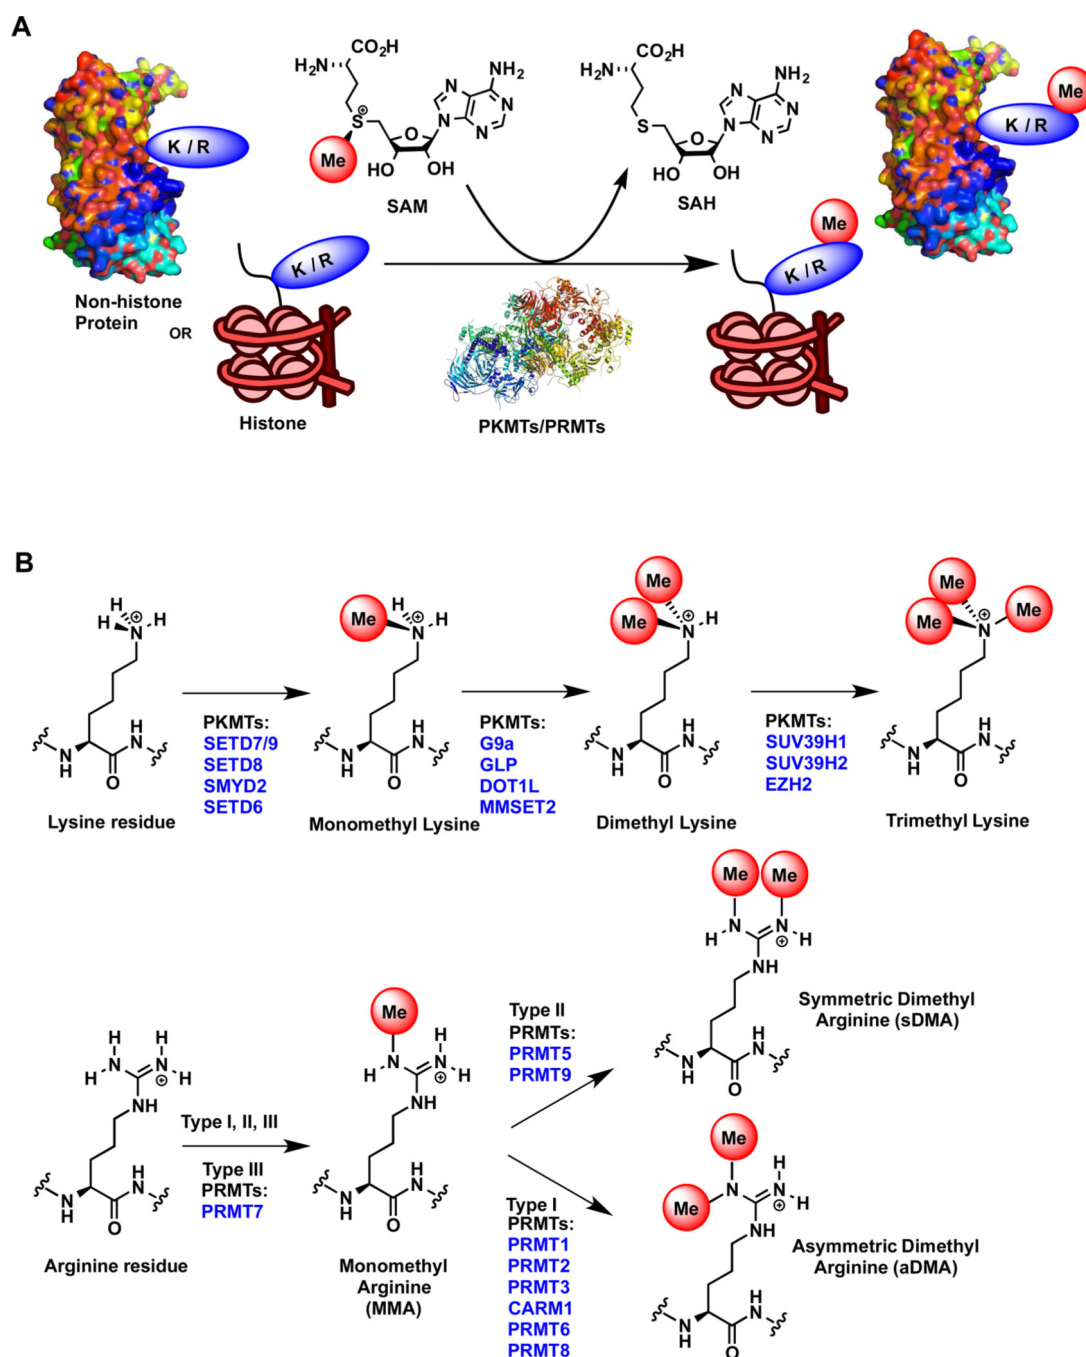 A
K / R
Non-histone
Protein
OR
K / R
Histone
H2N
CO2H
S
Me
O
HO
OH
N
N
N
N
NH2
SAM
H2N
CO2H
S
O
HO
OH
N
N
N
N
NH2
SAH
PKMTs/PRMTs
Me
K / R
Me
K / R
B
H
H
N
H
N
H
O
H
N
Lysine residue
PKMTs:
SETD7/9
SETD8
SMYD2
SETD6
Me
H
N
H
N
H
O
H
N
Monomethyl Lysine
PKMTs:
G9a
GLP
DOT1L
MMSET2
Me
Me
N
H
N
H
O
H
N
Dimethyl Lysine
PKMTs:
SUV39H1
SUV39H2
EZH2
Me
Me
N
Me
N
H
O
H
N
Trimethyl Lysine
H
H
H
N
N
H
NH
N
H
O
H
N
Arginine residue
Type I, II, III
Type III
PRMTs:
PRMT7
Me
H
H
N
N
H
NH
N
H
O
H
N
Monomethyl
Arginine
(MMA)
Type II
PRMTs:
PRMT5
PRMT9
Me
Me
H
N
N
H
NH
N
H
O
H
N
Symmetric Dimethyl
Arginine (sDMA)
Type I
PRMTs:
PRMT1
PRMT2
PRMT3
CARM1
PRMT6
PRMT8
Me
Me
N
H
N
H
NH
N
H
O
H
N
Asymmetric Dimethyl
Arginine (aDMA)